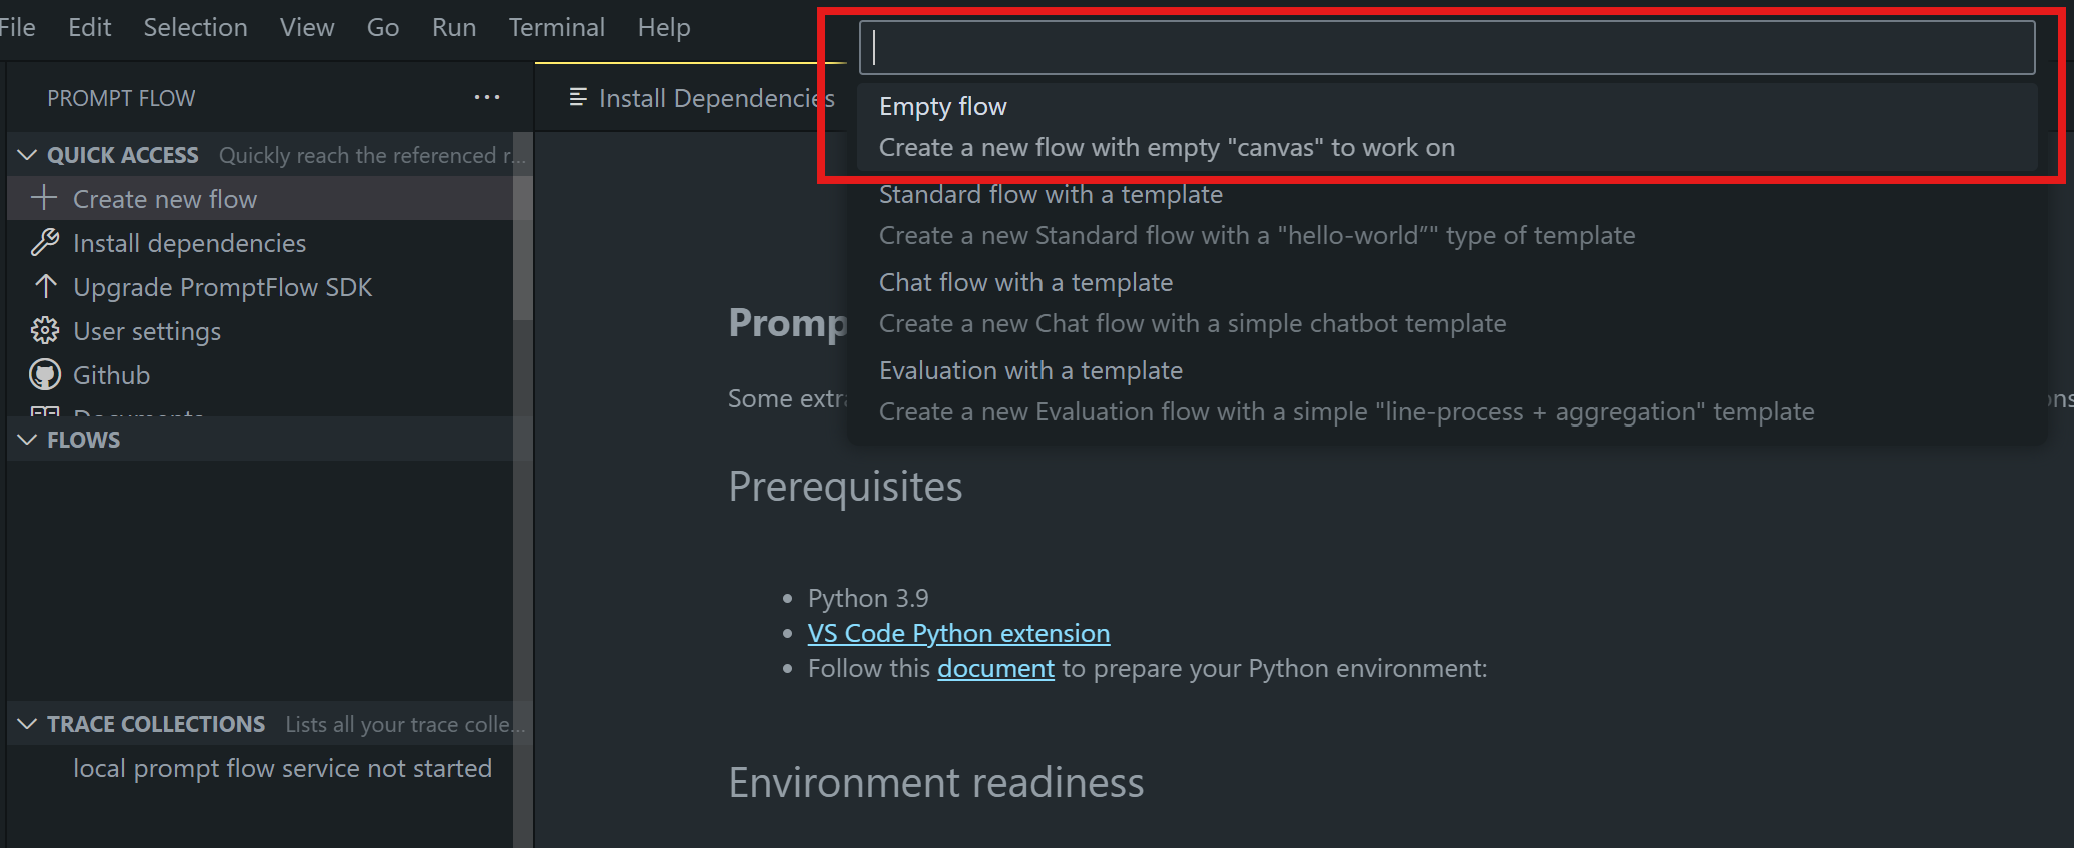 File Edit Selection View Go Run Terminal Help
PROMPT FLOW
QUICK ACCESS Quickly reach the referenced r...
Create new flow
Install dependencies
Upgrade PromptFlow SDK
User settings
Github
Documents
FLOWS
TRACE COLLECTIONS Lists all your trace colle...
local prompt flow service not started
Install Dependencies
Empty flow
Create a new flow with empty "canvas" to work on
Standard flow with a template
Create a new Standard flow with a "hello-world”" type of template
Chat flow with a template
Create a new Chat flow with a simple chatbot template
Evaluation with a template
Create a new Evaluation flow with a simple "line-process + aggregation" template
Promp
Some extra
Prerequisites
Python 3.9
VS Code Python extension
Follow this document to prepare your Python environment:
Environment readiness